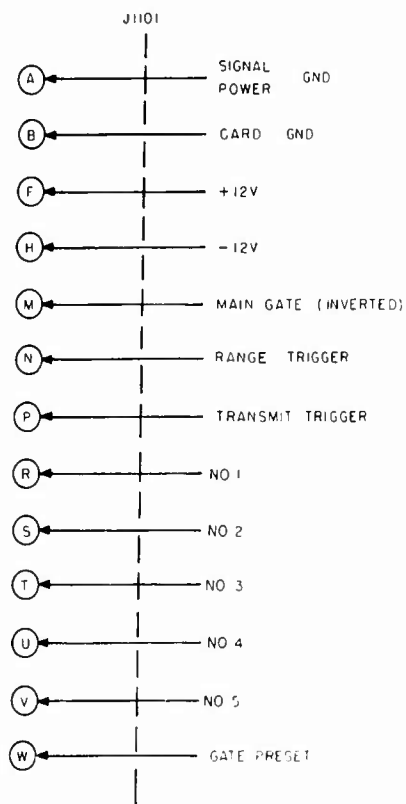 J1101
A SIGNAL POWER GND
B CARD GND
F +12V
H -12V
M MAIN GATE (INVERTED)
N RANGE TRIGGER
P TRANSMIT TRIGGER
R NO 1
S NO 2
T NO 3
U NO 4
V NO 5
W GATE PRESET